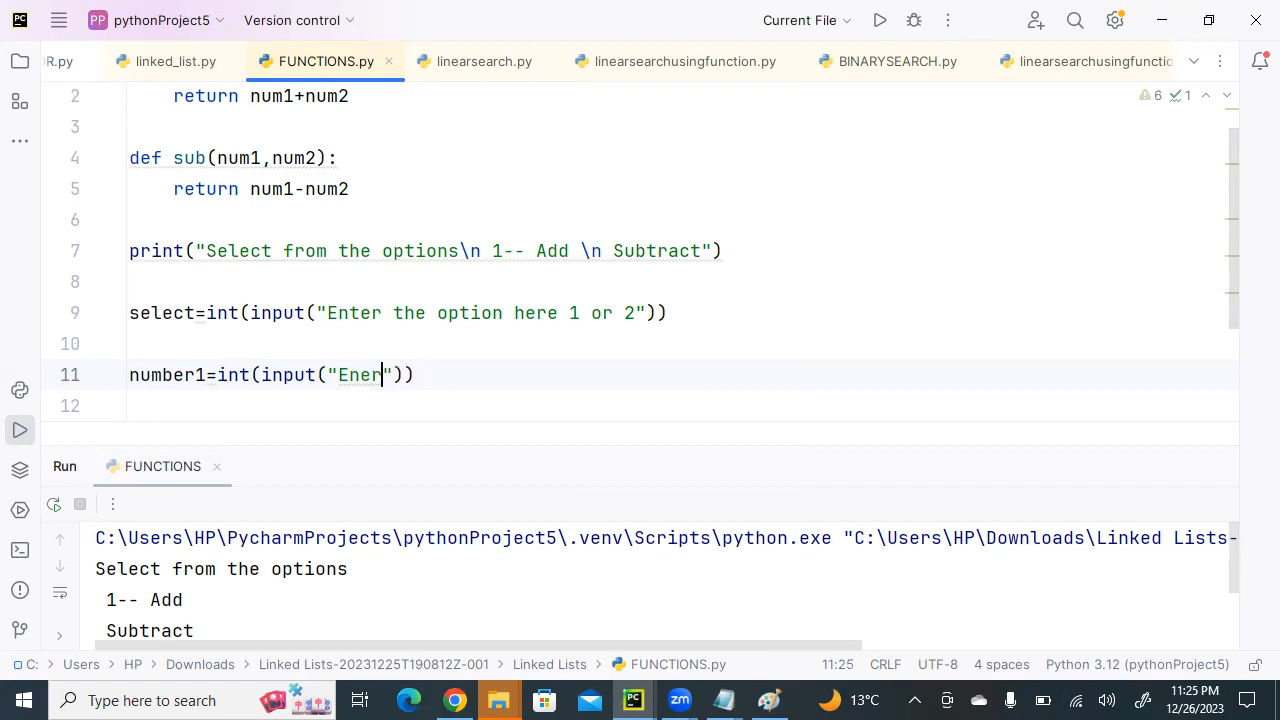 PP pythonProject5 Version control Current File
OR.py linked_list.py FUNCTIONS.py linearsearch.py linearsearchusingfunction.py BINARYSEARCH.py linearsearchusingfunctio
2 return num1+num2 6 1
3
4 def sub(num1,num2):
5 return num1-num2
6
7 print("Select from the options\n 1-- Add \n Subtract")
8
9 select=int(input("Enter the option here 1 or 2"))
10
11 number1=int(input("Ener"))
12
Run FUNCTIONS
C:\Users\HP\PycharmProjects\pythonProject5\.venv\Scripts\python.exe "C:\Users\HP\Downloads\Linked Lists-
Select from the options
1-- Add
Subtract
C: > Users > HP > Downloads > Linked Lists-20231225T190812Z-001 > Linked Lists > FUNCTIONS.py 11:25 CRLF UTF-8 4 spaces Python 3.12 (pythonProject5)
Type here to search PC zm 13°C 11:25 PM
12/26/2023